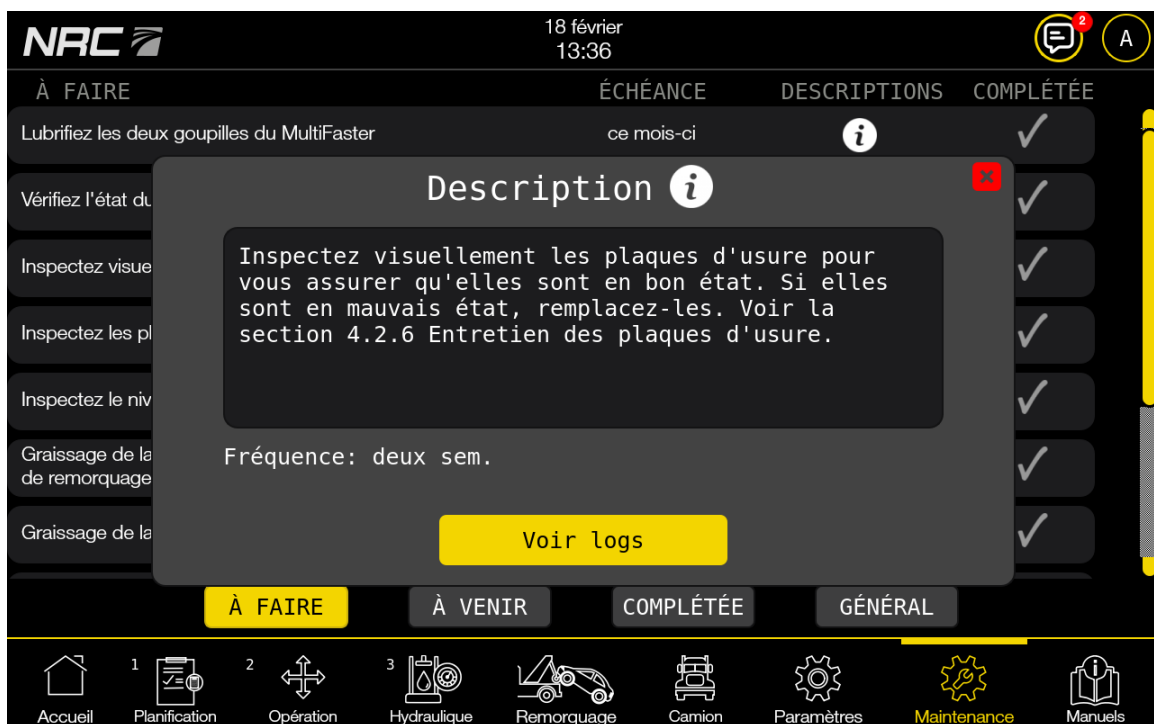 NRC
18 février
13:36
2
A
À FAIRE ÉCHÉANCE DESCRIPTIONS COMPLÉTÉE
Lubrifiez les deux goupilles du MultiFaster ce mois-ci i
Vérifiez l'état du
Inspectez visue
Inspectez les pl
Inspectez le niv
Graissage de la
de remorquage
Graissage de la
Description i
Inspectez visuellement les plaques d'usure pour
vous assurer qu'elles sont en bon état. Si elles
sont en mauvais état, remplacez-les. Voir la
section 4.2.6 Entretien des plaques d'usure.
Fréquence: deux sem.
Voir logs
À FAIRE À VENIR COMPLÉTÉE GÉNÉRAL
1 2 3
Accueil Planification Opération Hydraulique Remorquage Camion Paramètres Maintenance Manuels